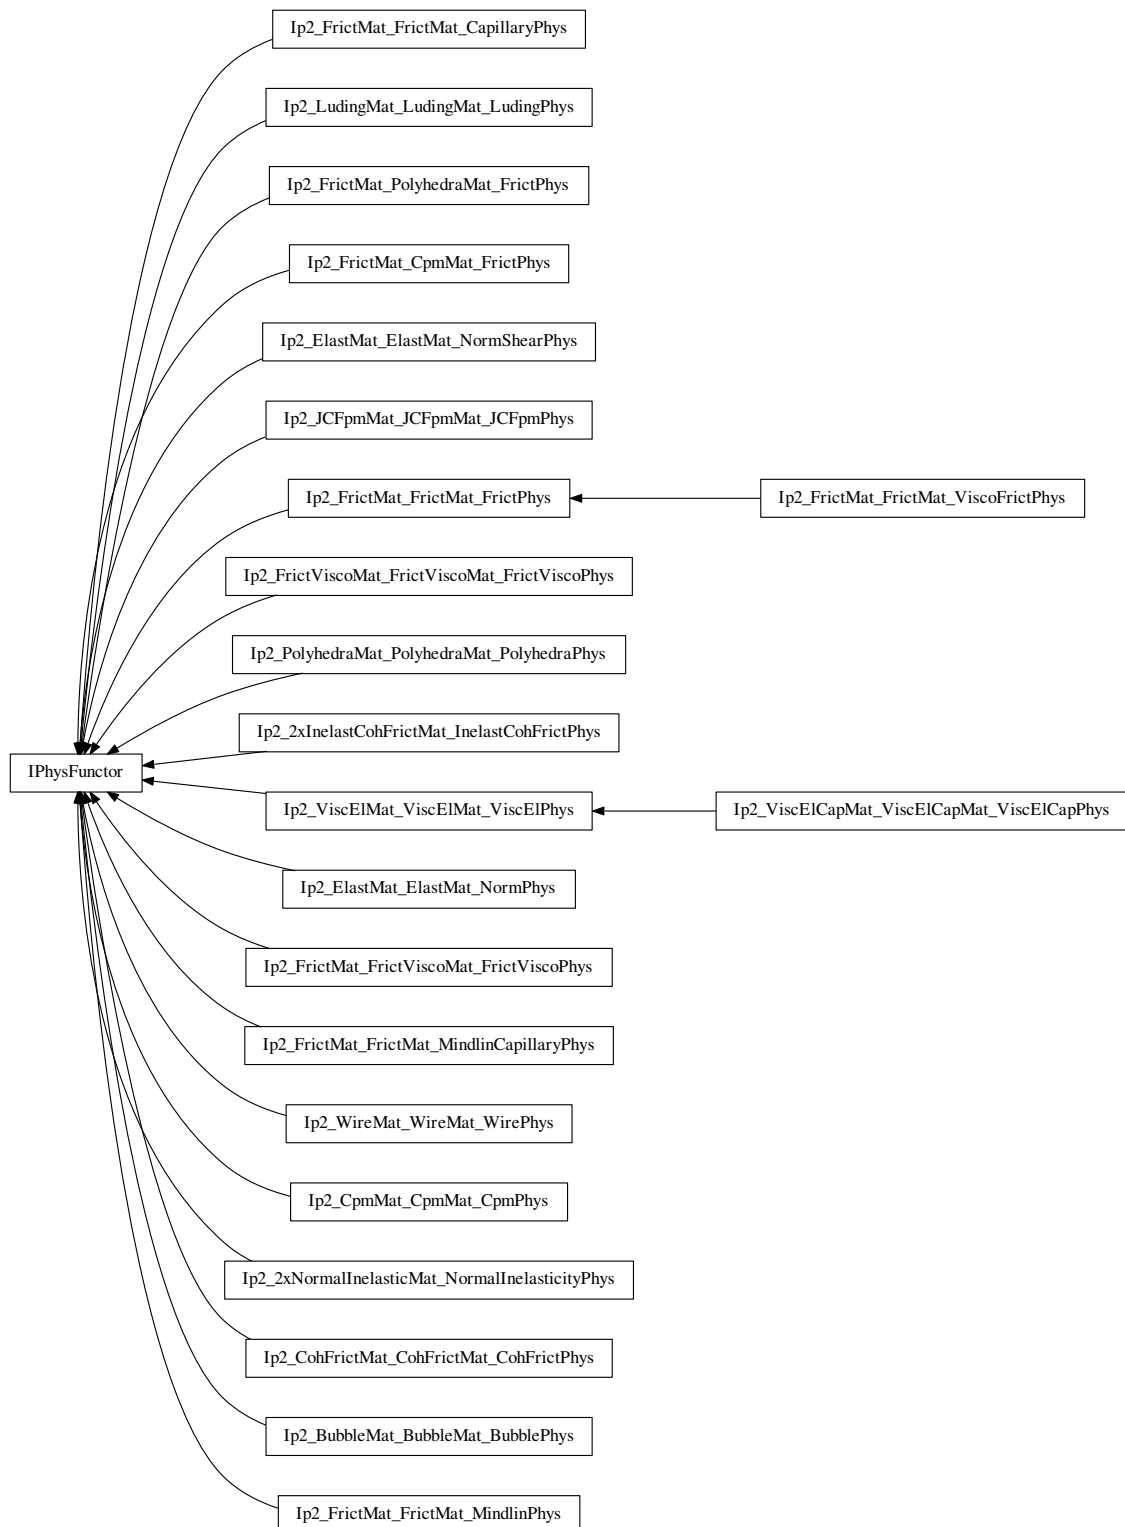 Ip2_FrictMat_FrictMat_CapillaryPhys
Ip2_LudingMat_LudingMat_LudingPhys
Ip2_FrictMat_PolyhedraMat_FrictPhys
Ip2_FrictMat_CpmMat_FrictPhys
Ip2_ElastMat_ElastMat_NormShearPhys
Ip2_JCFpmMat_JCFpmMat_JCFpmPhys
Ip2_FrictMat_FrictMat_FrictPhys
Ip2_FrictMat_FrictMat_ViscoFrictPhys
Ip2_FrictViscoMat_FrictViscoMat_FrictViscoPhys
Ip2_PolyhedraMat_PolyhedraMat_PolyhedraPhys
Ip2_2xInelastCohFrictMat_InelastCohFrictPhys
IPhysFunctor
Ip2_ViscElMat_ViscElMat_ViscElPhys
Ip2_ViscElCapMat_ViscElCapMat_ViscElCapPhys
Ip2_ElastMat_ElastMat_NormPhys
Ip2_FrictMat_FrictViscoMat_FrictViscoPhys
Ip2_FrictMat_FrictMat_MindlinCapillaryPhys
Ip2_WireMat_WireMat_WirePhys
Ip2_CpmMat_CpmMat_CpmPhys
Ip2_2xNormalInelasticMat_NormalInelasticityPhys
Ip2_CohFrictMat_CohFrictMat_CohFrictPhys
Ip2_BubbleMat_BubbleMat_BubblePhys
Ip2_FrictMat_FrictMat_MindlinPhys